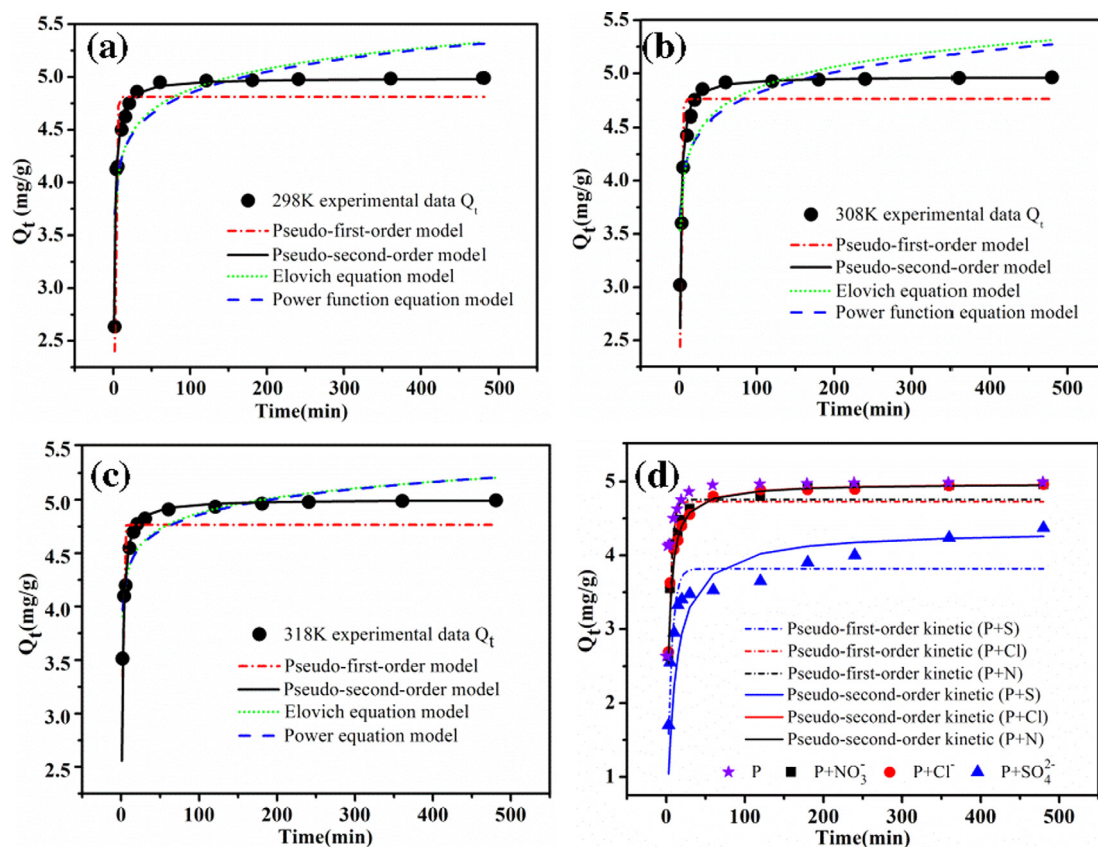 (a)
5.5
5.0
4.5
4.0
3.5
3.0
2.5
Qt (mg/g)
298K experimental data Qt
Pseudo-first-order model
Pseudo-second-order model
Elovich equation model
Power function equation model
0 100 200 300 400 500
Time(min)
(b)
5.5
5.0
4.5
4.0
3.5
3.0
2.5
Qt (mg/g)
308K experimental data Qt
Pseudo-first-order model
Pseudo-second-order model
Elovich equation model
Power function equation model
0 100 200 300 400 500
Time(min)
(c)
5.5
5.0
4.5
4.0
3.5
3.0
2.5
Qt(mg/g)
318K experimental data Qt
Pseudo-first-order model
Pseudo-second-order model
Elovich equation model
Power equation model
0 100 200 300 400 500
Time(min)
(d)
5
4
3
2
1
Qt(mg/g)
Pseudo-first-order kinetic (P+S)
Pseudo-first-order kinetic (P+Cl)
Pseudo-first-order kinetic (P+N)
Pseudo-second-order kinetic (P+S)
Pseudo-second-order kinetic (P+Cl)
Pseudo-second-order kinetic (P+N)
P P+NO3- P+Cl- P+SO4 2-
0 100 200 300 400 500
Time(min)